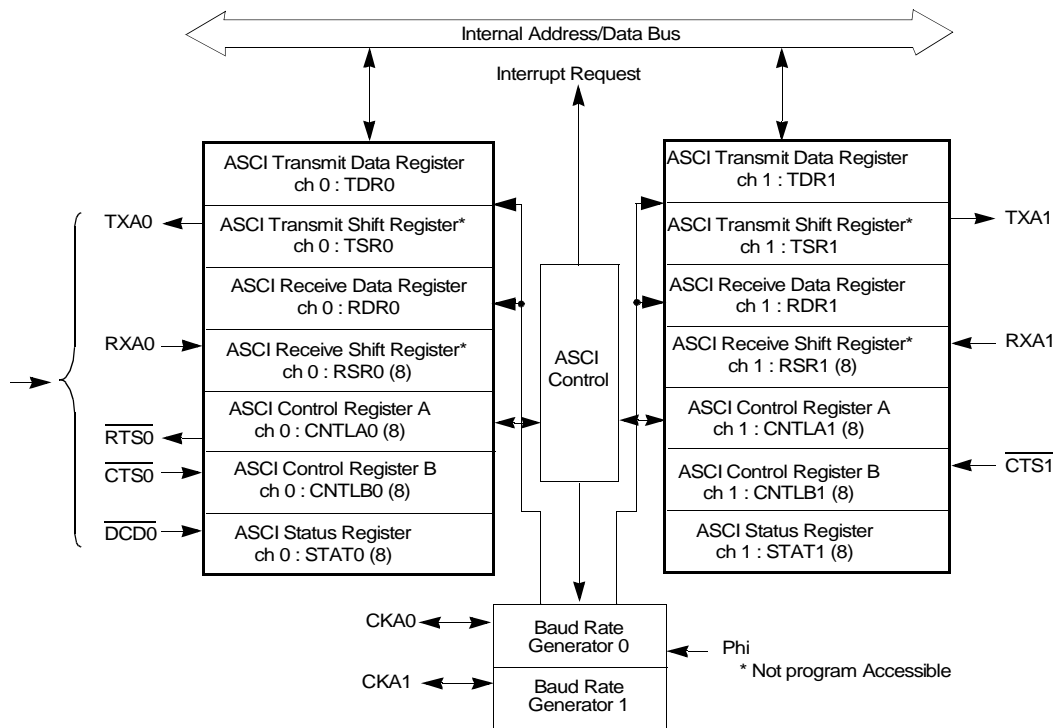 Internal Address/Data Bus
Interrupt Request
ASCI Transmit Data Register
ch 0 : TDR0
ASCI Transmit Shift Register*
ch 0 : TSR0
ASCI Receive Data Register
ch 0 : RDR0
ASCI Receive Shift Register*
ch 0 : RSR0 (8)
ASCI Control Register A
ch 0 : CNTLA0 (8)
ASCI Control Register B
ch 0 : CNTLB0 (8)
ASCI Status Register
ch 0 : STAT0 (8)
TXA0
RXA0
RTS0
CTS0
DCD0
ASCI
Control
ASCI Transmit Data Register
ch 1 : TDR1
ASCI Transmit Shift Register*
ch 1 : TSR1
ASCI Receive Data Register
ch 1 : RDR1
ASCI Receive Shift Register*
ch 1 : RSR1 (8)
ASCI Control Register A
ch 1 : CNTLA1 (8)
ASCI Control Register B
ch 1 : CNTLB1 (8)
ASCI Status Register
ch 1 : STAT1 (8)
TXA1
RXA1
CTS1
CKA0
Baud Rate
Generator 0
CKA1
Baud Rate
Generator 1
Phi
* Not program Accessible